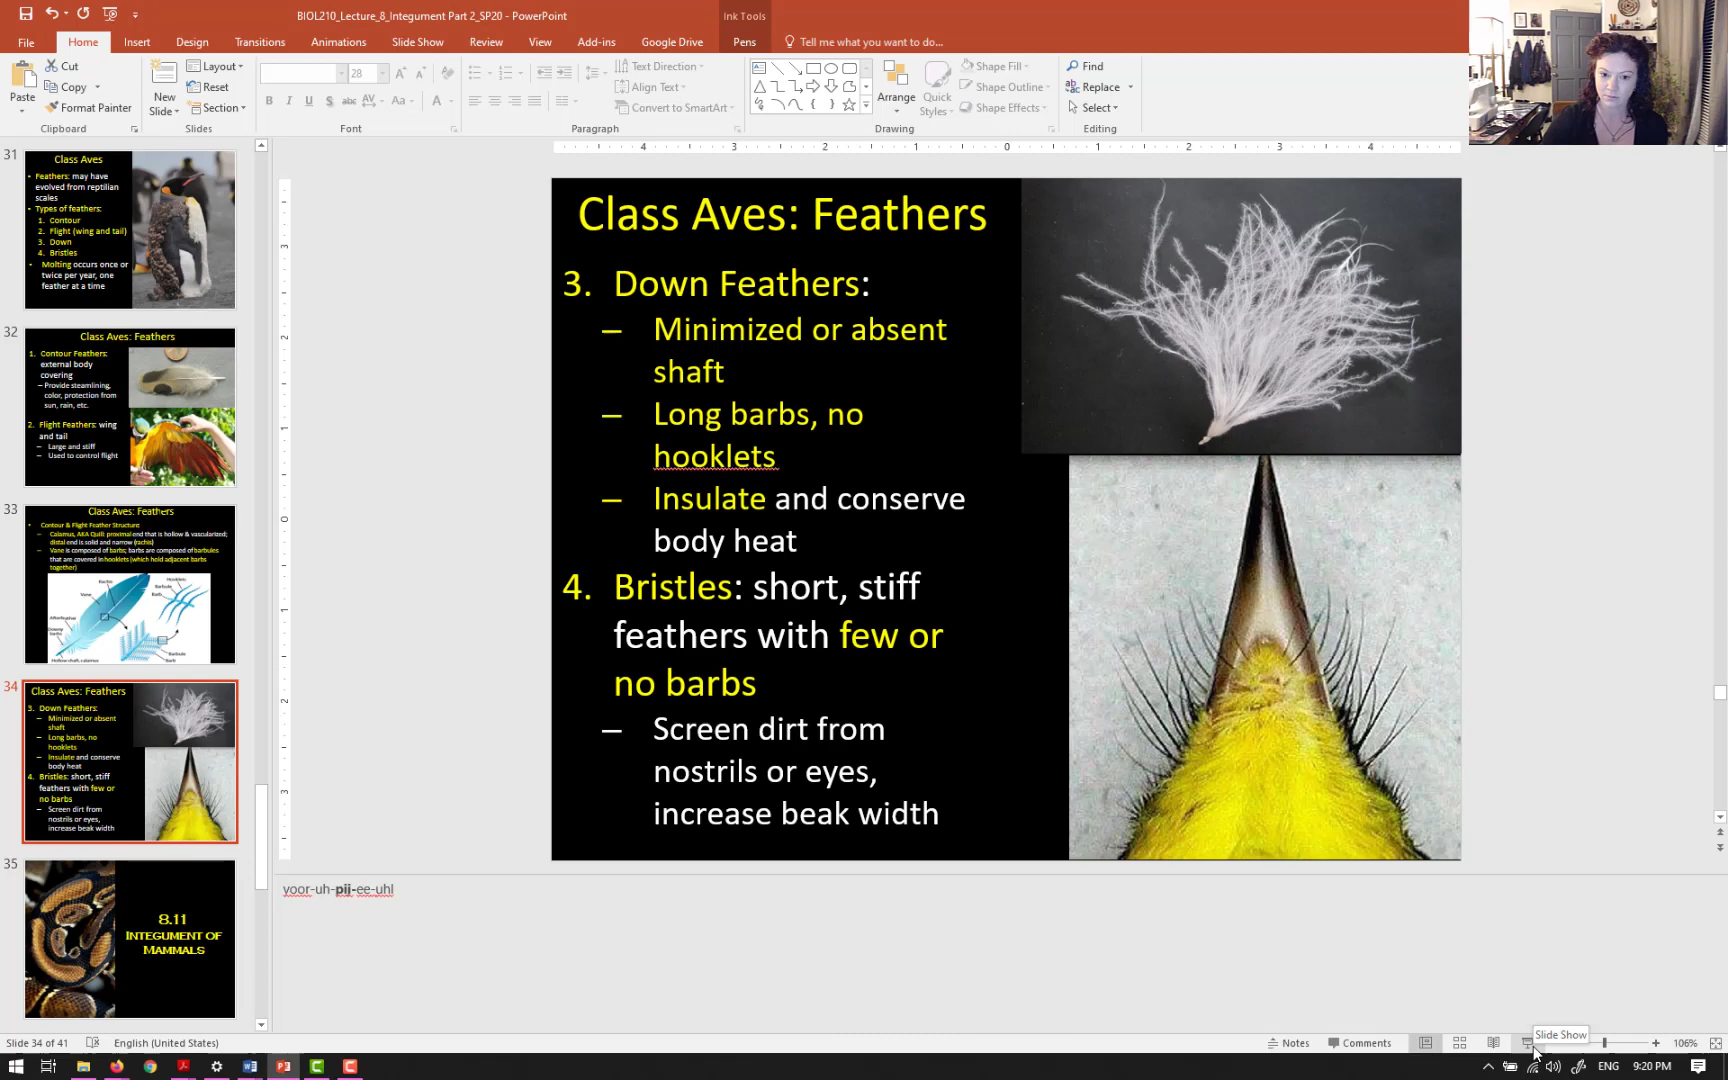 BIOL210_Lecture_8_Integument Part 2_SP20 - PowerPoint
Ink Tools
File Home Insert Design Transitions Animations Slide Show Review View Add-ins Google Drive Pens Tell me what you want to do...
Paste
Cut
Copy
Format Painter
Clipboard
New Slide
Layout
Reset
Section
Slides
28
Font
Text Direction
Align Text
Convert to SmartArt
Paragraph
Arrange
Quick Styles
Shape Fill
Shape Outline
Shape Effects
Drawing
Find
Replace
Select
Editing
31
Class Aves
• Feathers: may have
evolved from reptilian
scales
• Types of feathers:
1. Contour
2. Flight (wing and tail)
3. Down
4. Bristles
• Molting occurs once or
twice per year, one
feather at a time
32
Class Aves: Feathers
1. Contour Feathers:
external body
covering
– Provide steamlining,
color, protection from
sun, rain, etc.
2. Flight Feathers: wing
and tail
– Large and stiff
– Used to control flight
33
Class Aves: Feathers
• Contour & Flight Feather Structure
– Calamus, AKA Quill: proximal end that is hollow & vascularized;
distal end is solid and narrow (rachis)
– Vane is composed of barbs; barbs are composed of barbules
that are covered in hooklets (which hold adjacent barbs
together)
34
Class Aves: Feathers
3. Down Feathers:
– Minimized or absent
shaft
– Long barbs, no
hooklets
– Insulate and conserve
body heat
4. Bristles: short, stiff
feathers with few or
no barbs
– Screen dirt from
nostrils or eyes,
increase beak width
35
8.11
INTEGUMENT OF
MAMMALS
Class Aves: Feathers
3. Down Feathers:
– Minimized or absent
shaft
– Long barbs, no
hooklets
– Insulate and conserve
body heat
4. Bristles: short, stiff
feathers with few or
no barbs
– Screen dirt from
nostrils or eyes,
increase beak width
voor-uh-pij-ee-uhl
Slide Show
Slide 34 of 41 English (United States) Notes Comments 106%
ENG 9:20 PM